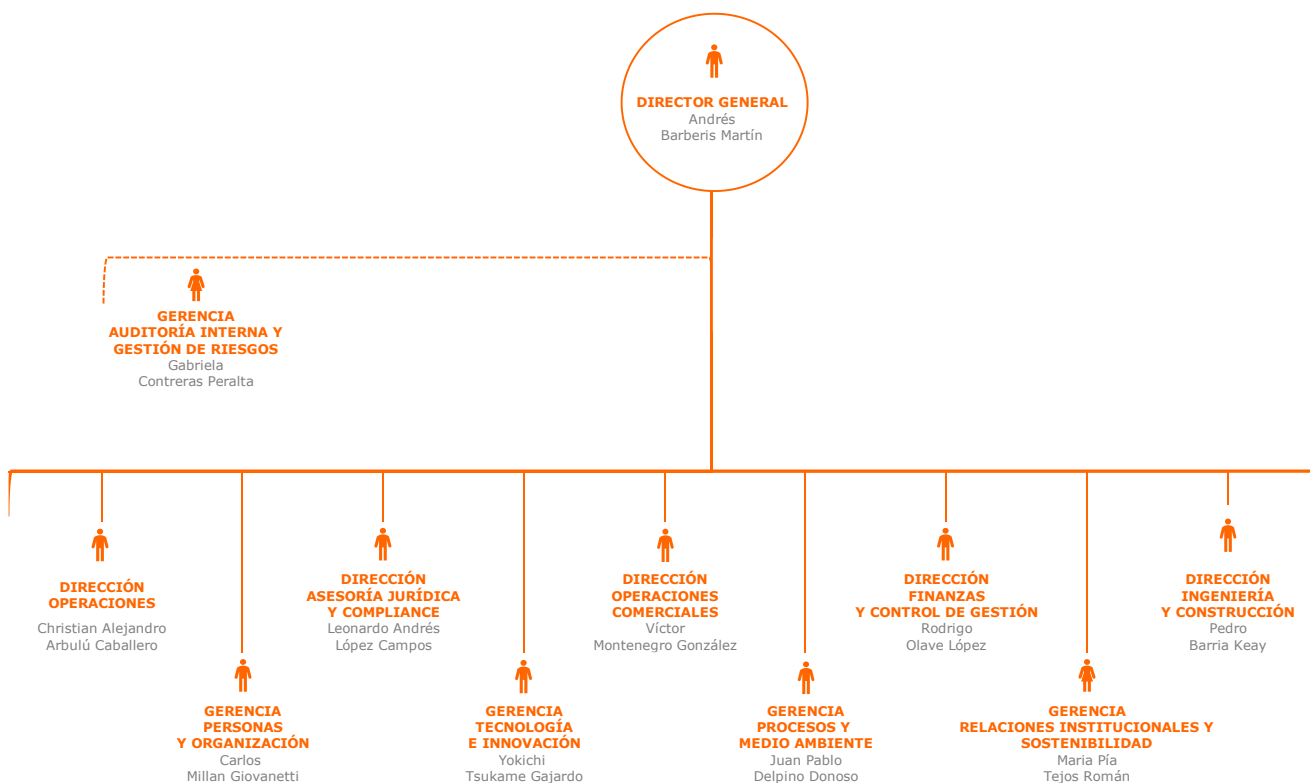 DIRECTOR GENERAL
Andrés
Barberis Martín
GERENCIA
AUDITORÍA INTERNA Y
GESTIÓN DE RIESGOS
Gabriela
Contreras Peralta
DIRECCIÓN
OPERACIONES
Christian Alejandro
Arbulú Caballero
DIRECCIÓN
ASESORÍA JURÍDICA
Y COMPLIANCE
Leonardo Andrés
López Campos
DIRECCIÓN
OPERACIONES
COMERCIALES
Víctor
Montenegro González
DIRECCIÓN
FINANZAS
Y CONTROL DE GESTIÓN
Rodrigo
Olave López
DIRECCIÓN
INGENIERÍA
Y CONSTRUCCIÓN
Pedro
Barria Keay
GERENCIA
PERSONAS
Y ORGANIZACIÓN
Carlos
Millan Giovanetti
GERENCIA
TECNOLOGÍA
E INNOVACIÓN
Yokichi
Tsukame Gajardo
GERENCIA
PROCESOS Y
MEDIO AMBIENTE
Juan Pablo
Delpino Donoso
GERENCIA
RELACIONES INSTITUCIONALES Y
SOSTENIBILIDAD
Maria Pía
Tejos Román